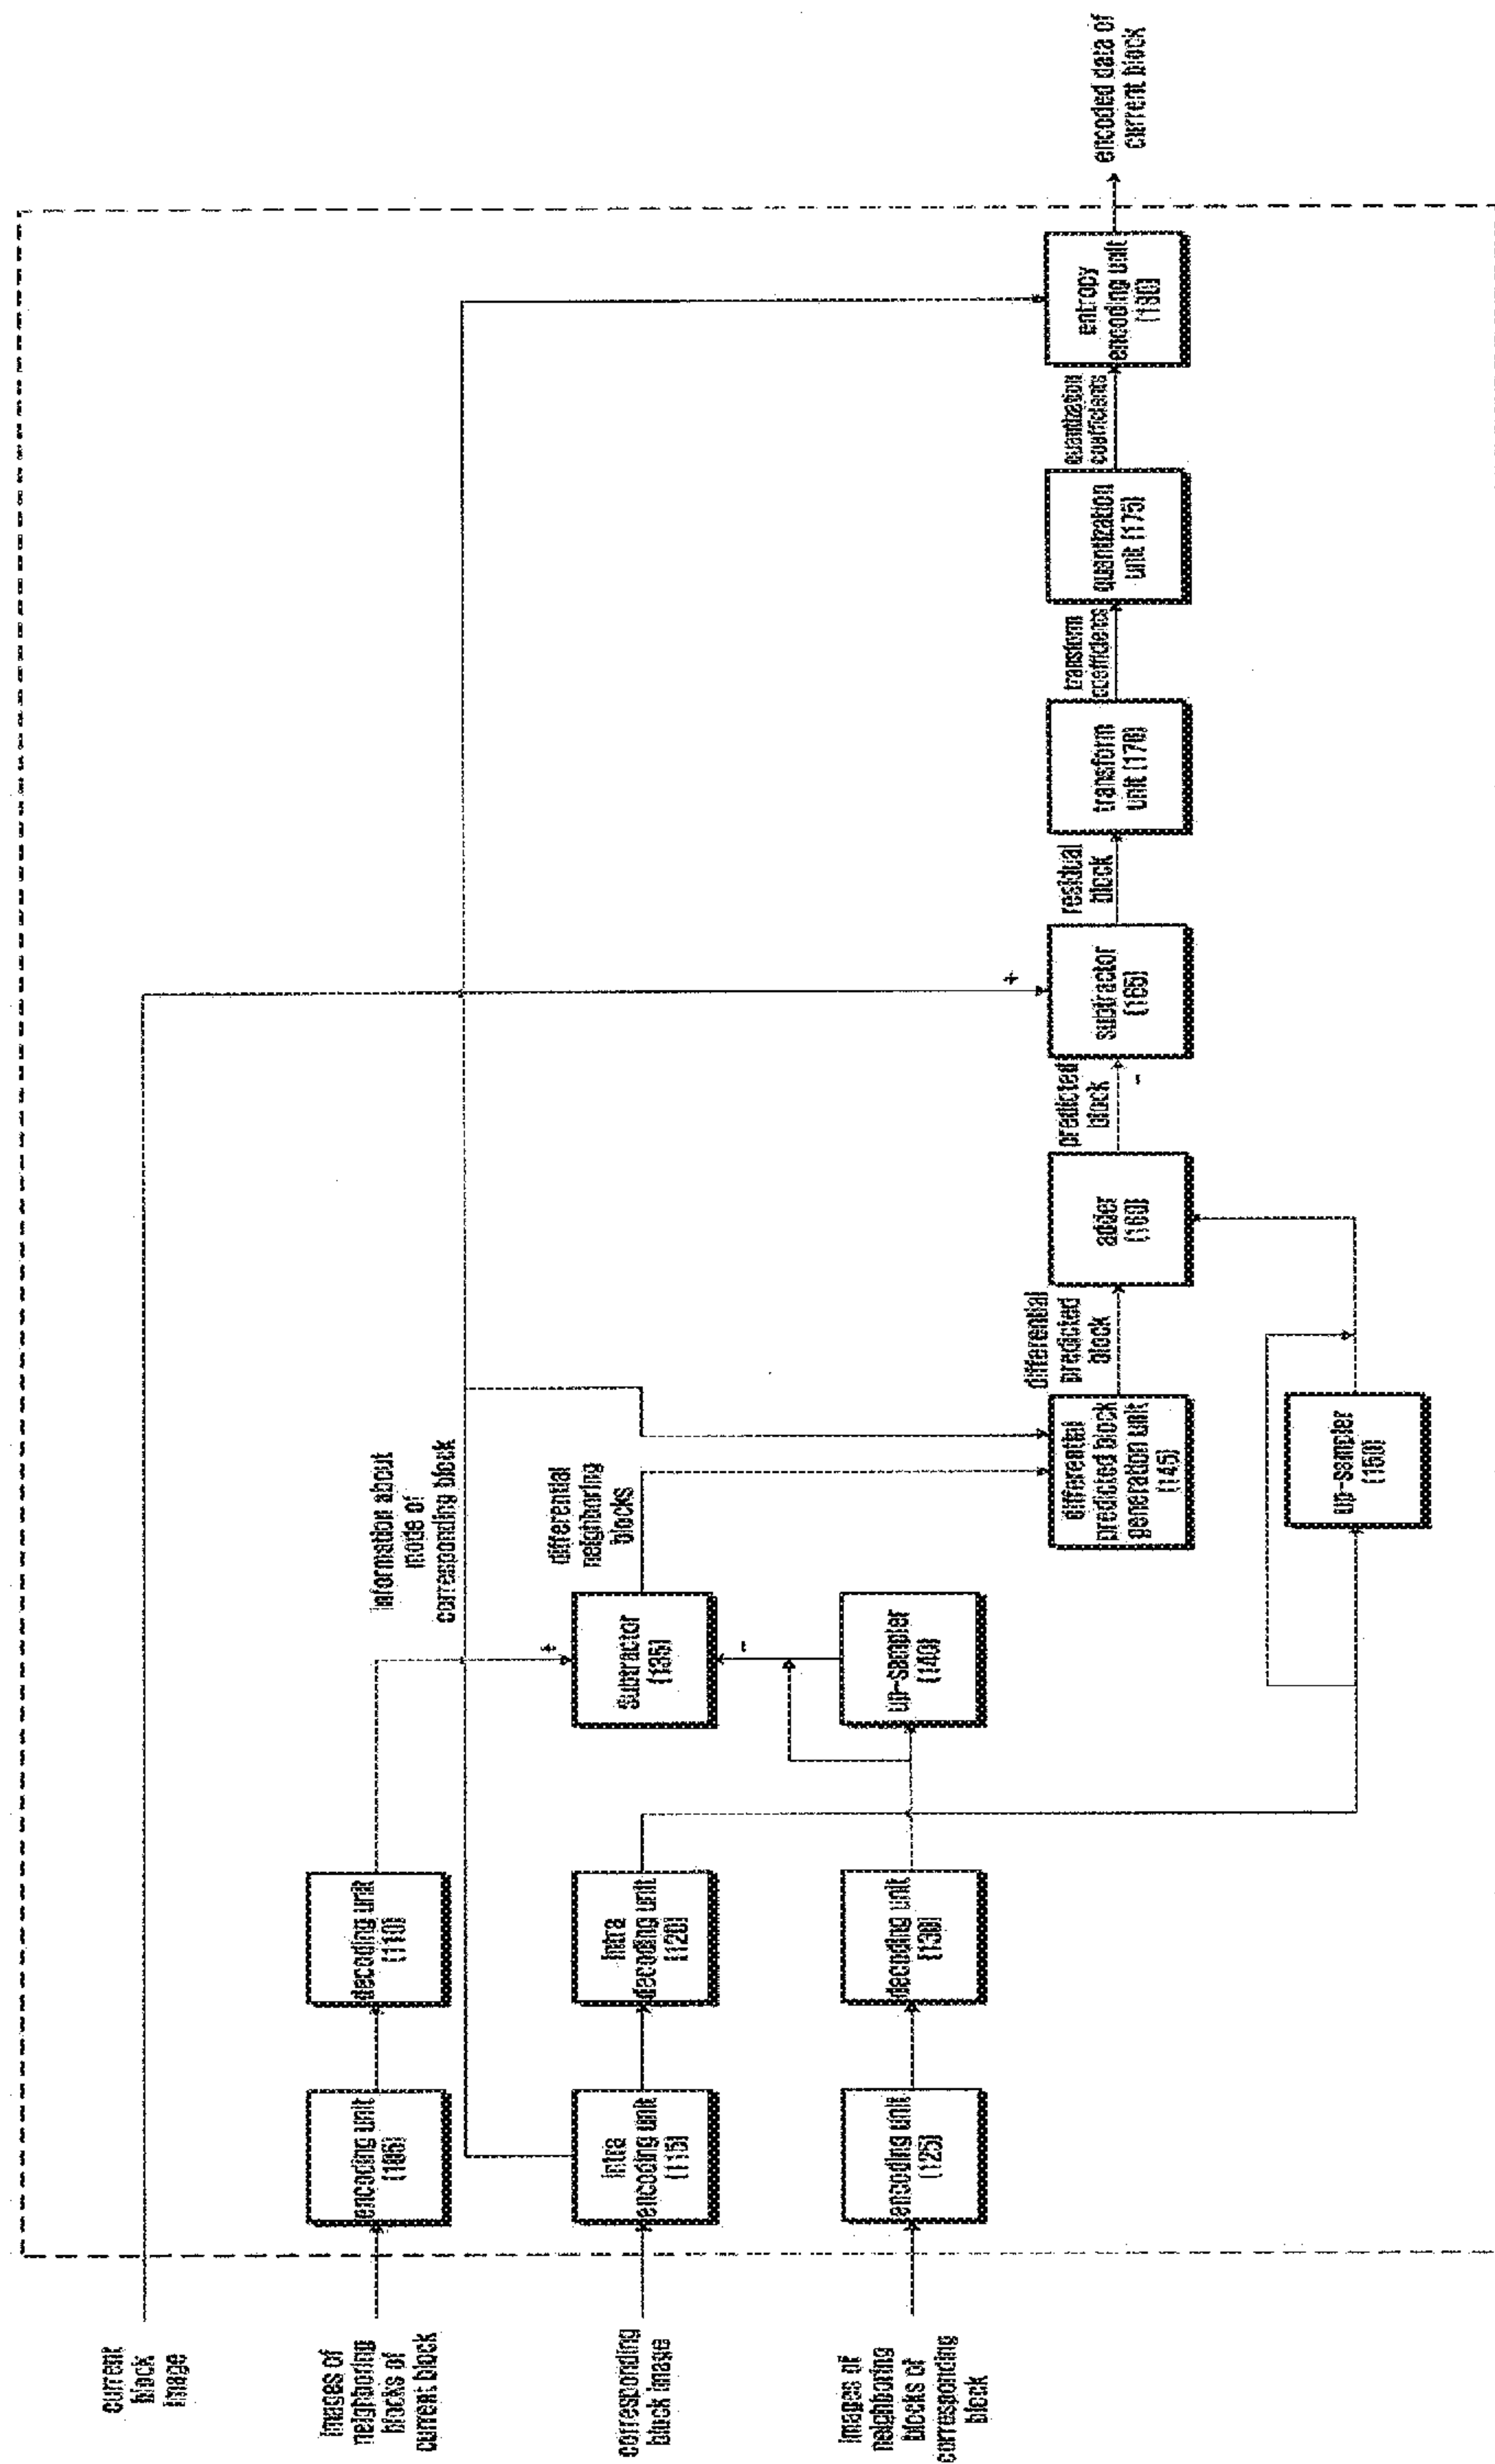 current
block
image
images of
neighboring
blocks of
current block
corresponding
block image
images of
neighboring
blocks of
corresponding
block
encoding unit
(105)
decoding unit
(110)
intra
encoding unit
(115)
intra
decoding unit
(120)
encoding unit
(125)
decoding unit
(130)
information about
mode of
corresponding block
+
subtractor
(135)
-
up-sampler
(140)
differential
neighboring
blocks
differential
predicted block
generation unit
(145)
up-sampler
(150)
differential
predicted
block
adder
(160)
predicted
block
-
+
subtractor
(165)
residual
block
transform
unit (170)
transform
coefficients
quantization
unit (175)
quantization
coefficients
entropy
encoding unit
(180)
encoded data of
current block